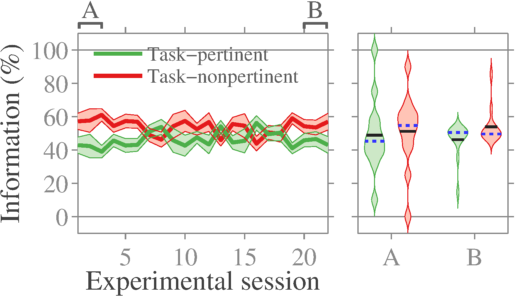 A
B
Information (%)
100
80
60
40
20
0
Task-pertinent
Task-nonpertinent
5
10
15
20
Experimental session
A
B